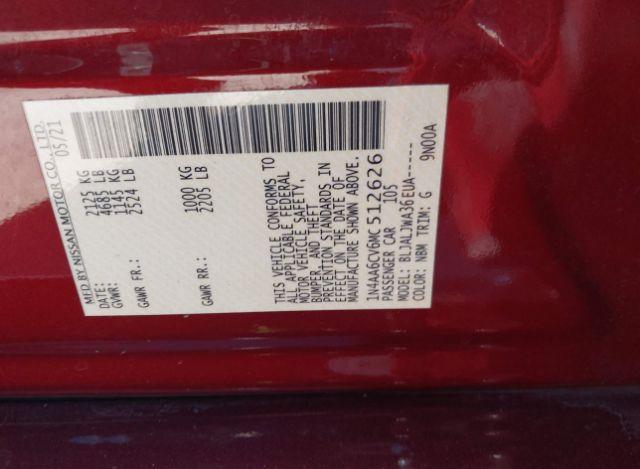 MFD BY NISSAN MOTOR CO., LTD.
DATE: 05/21
GVWR: 2125 KG
4685 LB
GAWR FR.: 1145 KG
2524 LB
GAWR RR.: 1000 KG
2205 LB
THIS VEHICLE CONFORMS TO
ALL APPLICABLE FEDERAL
MOTOR VEHICLE SAFETY,
BUMPER, AND THEFT
PREVENTION STANDARDS IN
EFFECT ON THE DATE OF
MANUFACTURE SHOWN ABOVE.
1N4AA6CV6MC512626
PASSENGER CAR 105
MODEL: BLJALJWA36EUA-----
COLOR: NBM TRIM: G 9N00A